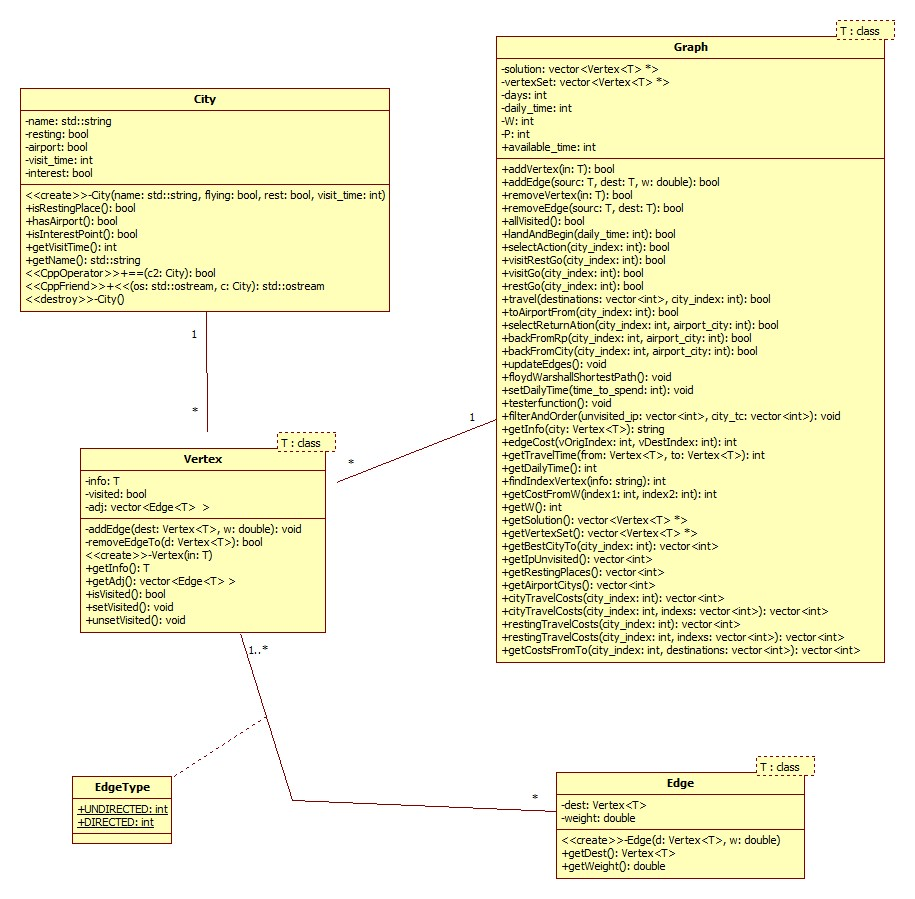 City
-name: std::string
-resting: bool
-airport: bool
-visit_time: int
-interest: bool
<<create>>-City(name: std::string, flying: bool, rest: bool, visit_time: int)
+isRestingPlace(): bool
+hasAirport(): bool
+isInterestPoint(): bool
+getVisitTime(): int
+getName(): std::string
<<CppOperator>>+==(c2: City): bool
<<CppFriend>>+<<(os: std::ostream, c: City): std::ostream
<<destroy>>-City()
1
*
T : class
Vertex
-info: T
-visited: bool
-adj: vector<Edge<T> >
-addEdge(dest: Vertex<T>, w: double): void
-removeEdgeTo(d: Vertex<T>): bool
<<create>>-Vertex(in: T)
+getInfo(): T
+getAdj(): vector<Edge<T> >
+isVisited(): bool
+setVisited(): void
+unsetVisited(): void
1
*
T : class
Graph
-solution: vector<Vertex<T> *>
-vertexSet: vector<Vertex<T> *>
-days: int
-daily_time: int
-W: int
-P: int
+available_time: int
+addVertex(in: T): bool
+addEdge(sourc: T, dest: T, w: double): bool
+removeVertex(in: T): bool
+removeEdge(sourc: T, dest: T): bool
+allVisited(): bool
+landAndBegin(daily_time: int): bool
+selectAction(city_index: int): bool
+visitRestGo(city_index: int): bool
+visitGo(city_index: int): bool
+restGo(city_index: int): bool
+travel(destinations: vector<int>, city_index: int): bool
+toAirportFrom(city_index: int): bool
+selectReturnAtion(city_index: int, airport_city: int): bool
+backFromRp(city_index: int, airport_city: int): bool
+backFromCity(city_index: int, airport_city: int): bool
+updateEdges(): void
+floydWarshallShortestPath(): void
+setDailyTime(time_to_spend: int): void
+testerfunction(): void
+filterAndOrder(unvisited_ip: vector<int>, city_tc: vector<int>): void
+getInfo(city: Vertex<T>): string
+edgeCost(vOrigIndex: int, vDestIndex: int): int
+getTravelTime(from: Vertex<T>, to: Vertex<T>): int
+getDailyTime(): int
+findIndexVertex(info: string): int
+getCostFromW(index1: int, index2: int): int
+getW(): int
+getSolution(): vector<Vertex<T> *>
+getVertexSet(): vector<Vertex<T> *>
+getBestCityTo(city_index: int): vector<int>
+getIpUnvisited(): vector<int>
+getRestingPlaces(): vector<int>
+getAirportCitys(): vector<int>
+cityTravelCosts(city_index: int): vector<int>
+cityTravelCosts(city_index: int, indexs: vector<int>): vector<int>
+restingTravelCosts(city_index: int): vector<int>
+restingTravelCosts(city_index: int, indexs: vector<int>): vector<int>
+getCostsFromTo(city_index: int, destinations: vector<int>): vector<int>
1..*
*
EdgeType
+UNDIRECTED: int
+DIRECTED: int
T : class
Edge
-dest: Vertex<T>
-weight: double
<<create>>-Edge(d: Vertex<T>, w: double)
+getDest(): Vertex<T>
+getWeight(): double